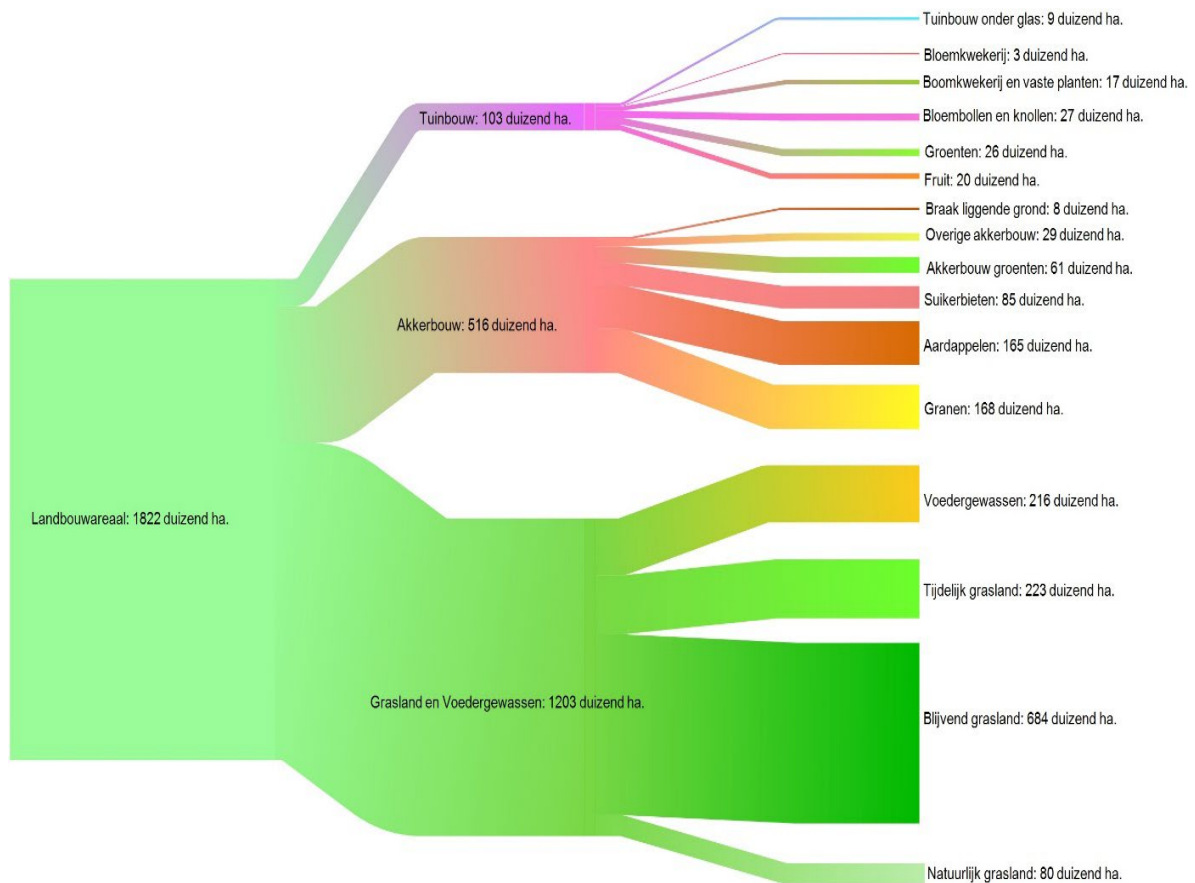 Tuinbouw onder glas: 9 duizend ha.
Bloemkwekerij: 3 duizend ha.
Boomkwekerij en vaste planten: 17 duizend ha.
Tuinbouw: 103 duizend ha.
Bloembollen en knollen: 27 duizend ha.
Groenten: 26 duizend ha.
Fruit: 20 duizend ha.
Braak liggende grond: 8 duizend ha.
Overige akkerbouw: 29 duizend ha.
Akkerbouw groenten: 61 duizend ha.
Suikerbieten: 85 duizend ha.
Akkerbouw: 516 duizend ha.
Aardappelen: 165 duizend ha.
Granen: 168 duizend ha.
Voedergewassen: 216 duizend ha.
Landbouwareaal: 1822 duizend ha.
Tijdelijk grasland: 223 duizend ha.
Grasland en Voedergewassen: 1203 duizend ha.
Blijvend grasland: 684 duizend ha.
Natuurlijk grasland: 80 duizend ha.